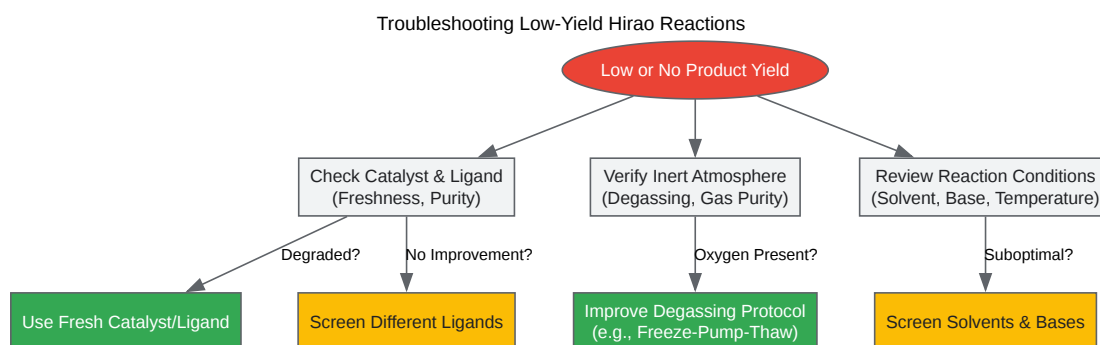 Troubleshooting Low-Yield Hirao Reactions
Low or No Product Yield
Check Catalyst & Ligand
(Freshness, Purity)
Verify Inert Atmosphere
(Degassing, Gas Purity)
Review Reaction Conditions
(Solvent, Base, Temperature)
Degraded?
No Improvement?
Oxygen Present?
Suboptimal?
Use Fresh Catalyst/Ligand
Screen Different Ligands
Improve Degassing Protocol
(e.g., Freeze-Pump-Thaw)
Screen Solvents & Bases